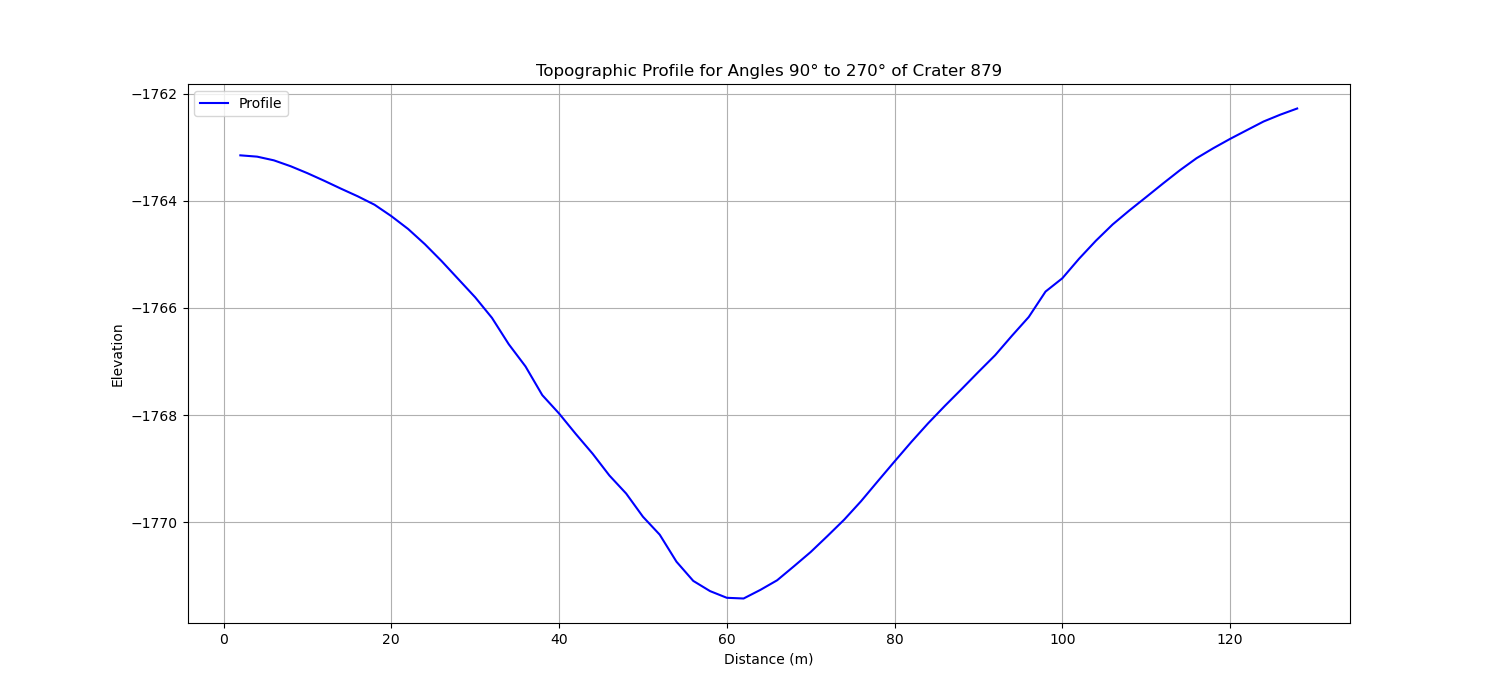 Topographic Profile for Angles 90° to 270° of Crater 879
Profile
−1762
−1764
−1766
−1768
−1770
Elevation
0 20 40 60 80 100 120
Distance (m)